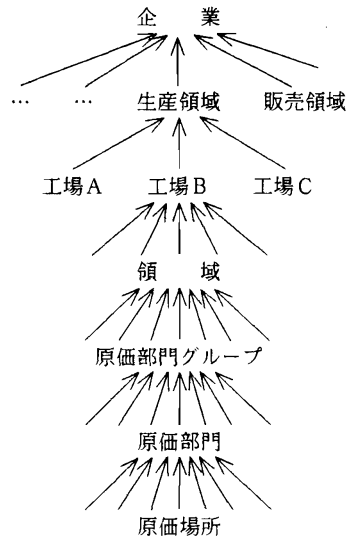 企 業
… … 生産領域 販売領域
工場A 工場B 工場C
領 域
原価部門グループ
原価部門
原価場所